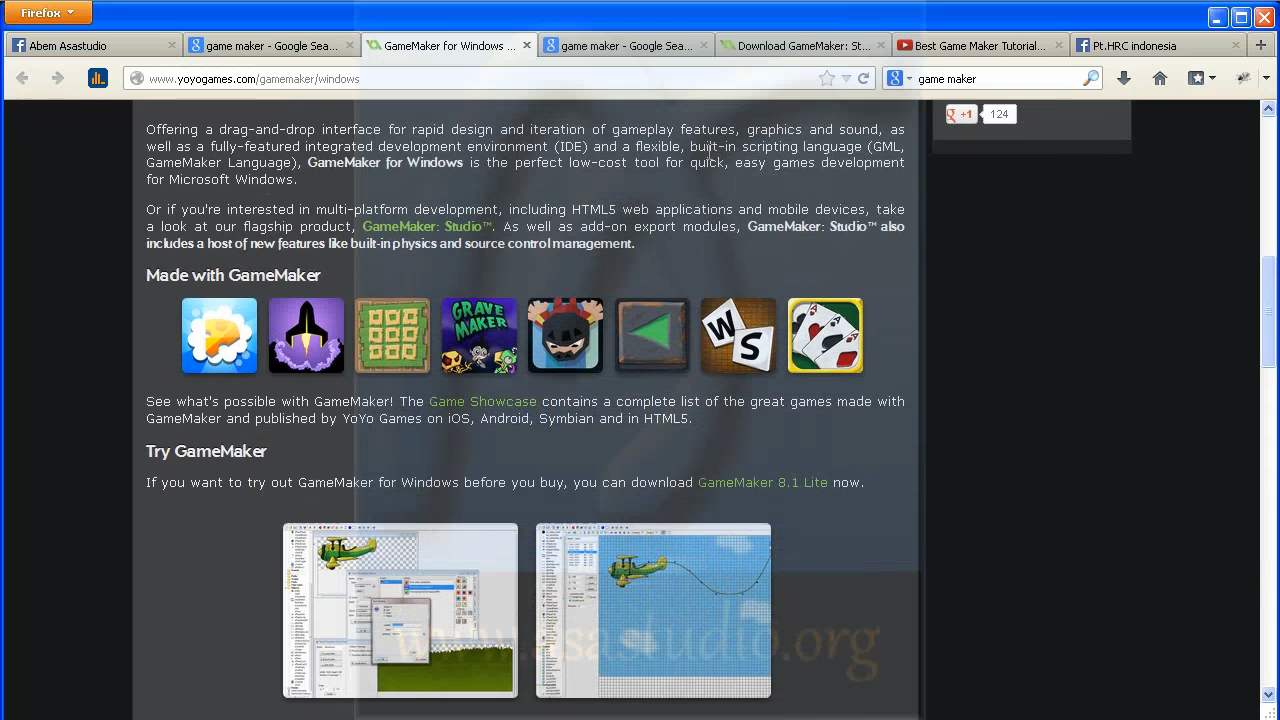 Firefox
Abem Asastudio
game maker - Google Sea...
GameMaker for Windows ...
game maker - Google Sea...
Download GameMaker: St...
Best Game Maker Tutorial...
Pt.HRC indonesia
www.yoyogames.com/gamemaker/windows
game maker
+1 124
Offering a drag-and-drop interface for rapid design and iteration of gameplay features, graphics and sound, as
well as a fully-featured integrated development environment (IDE) and a flexible, built-in scripting language (GML,
GameMaker Language), GameMaker for Windows is the perfect low-cost tool for quick, easy games development
for Microsoft Windows.
Or if you're interested in multi-platform development, including HTML5 web applications and mobile devices, take
a look at our flagship product, GameMaker: Studio™. As well as add-on export modules, GameMaker: Studio™ also
includes a host of new features like built-in physics and source control management.
Made with GameMaker
GRAVE
MAKER
W
S
See what's possible with GameMaker! The Game Showcase contains a complete list of the great games made with
GameMaker and published by YoYo Games on iOS, Android, Symbian and in HTML5.
Try GameMaker
If you want to try out GameMaker for Windows before you buy, you can download GameMaker 8.1 Lite now.